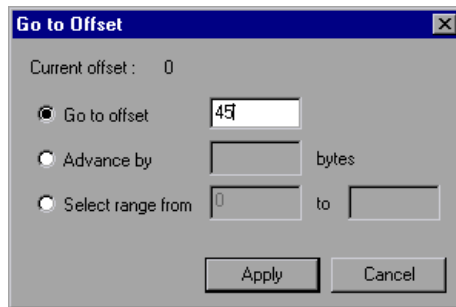 Go to Offset
Current offset : 0
Go to offset 45
Advance by bytes
Select range from 0 to
Apply Cancel